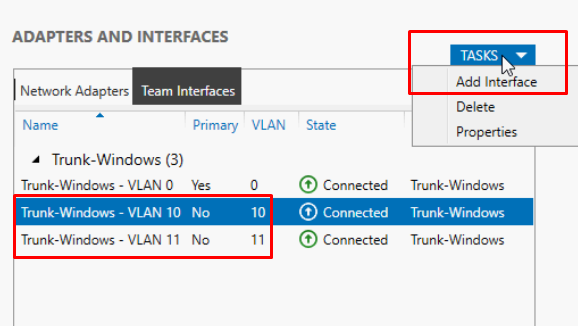 ADAPTERS AND INTERFACES
TASKS
Add Interface
Delete
Properties
Network Adapters Team Interfaces
Name Primary VLAN State
Trunk-Windows (3)
Trunk-Windows - VLAN 0 Yes 0 Connected Trunk-Windows
Trunk-Windows - VLAN 10 No 10 Connected Trunk-Windows
Trunk-Windows - VLAN 11 No 11 Connected Trunk-Windows